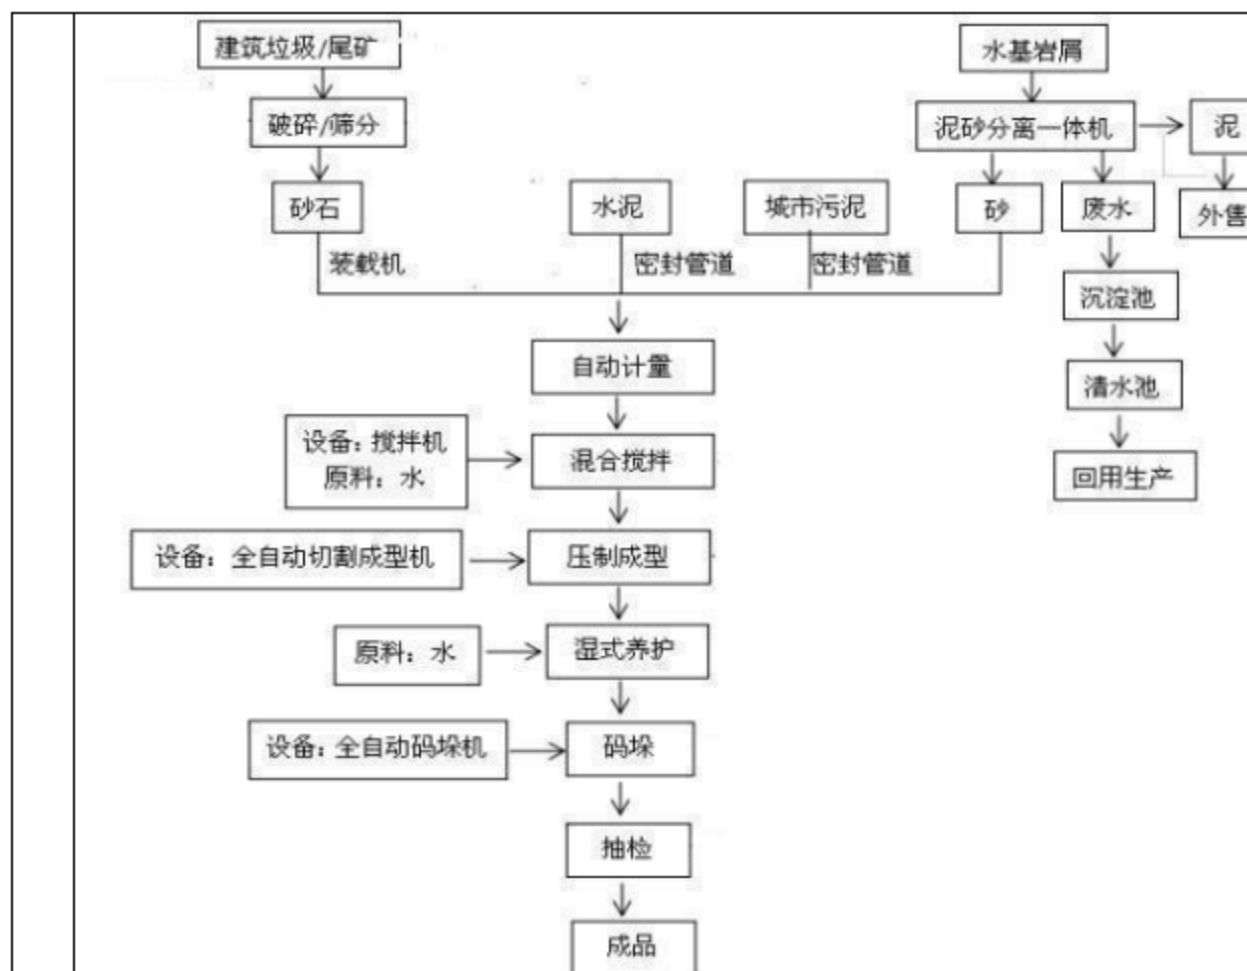 建筑垃圾/尾矿
水基岩屑
破碎/筛分
泥砂分离一体机
泥
砂石
水泥
城市污泥
砂
废水
外售
装载机
密封管道
密封管道
沉淀池
自动计量
清水池
设备：搅拌机
原料：水
混合搅拌
回用生产
设备：全自动切割成型机
压制成型
原料：水
湿式养护
设备：全自动码垛机
码垛
抽检
成品